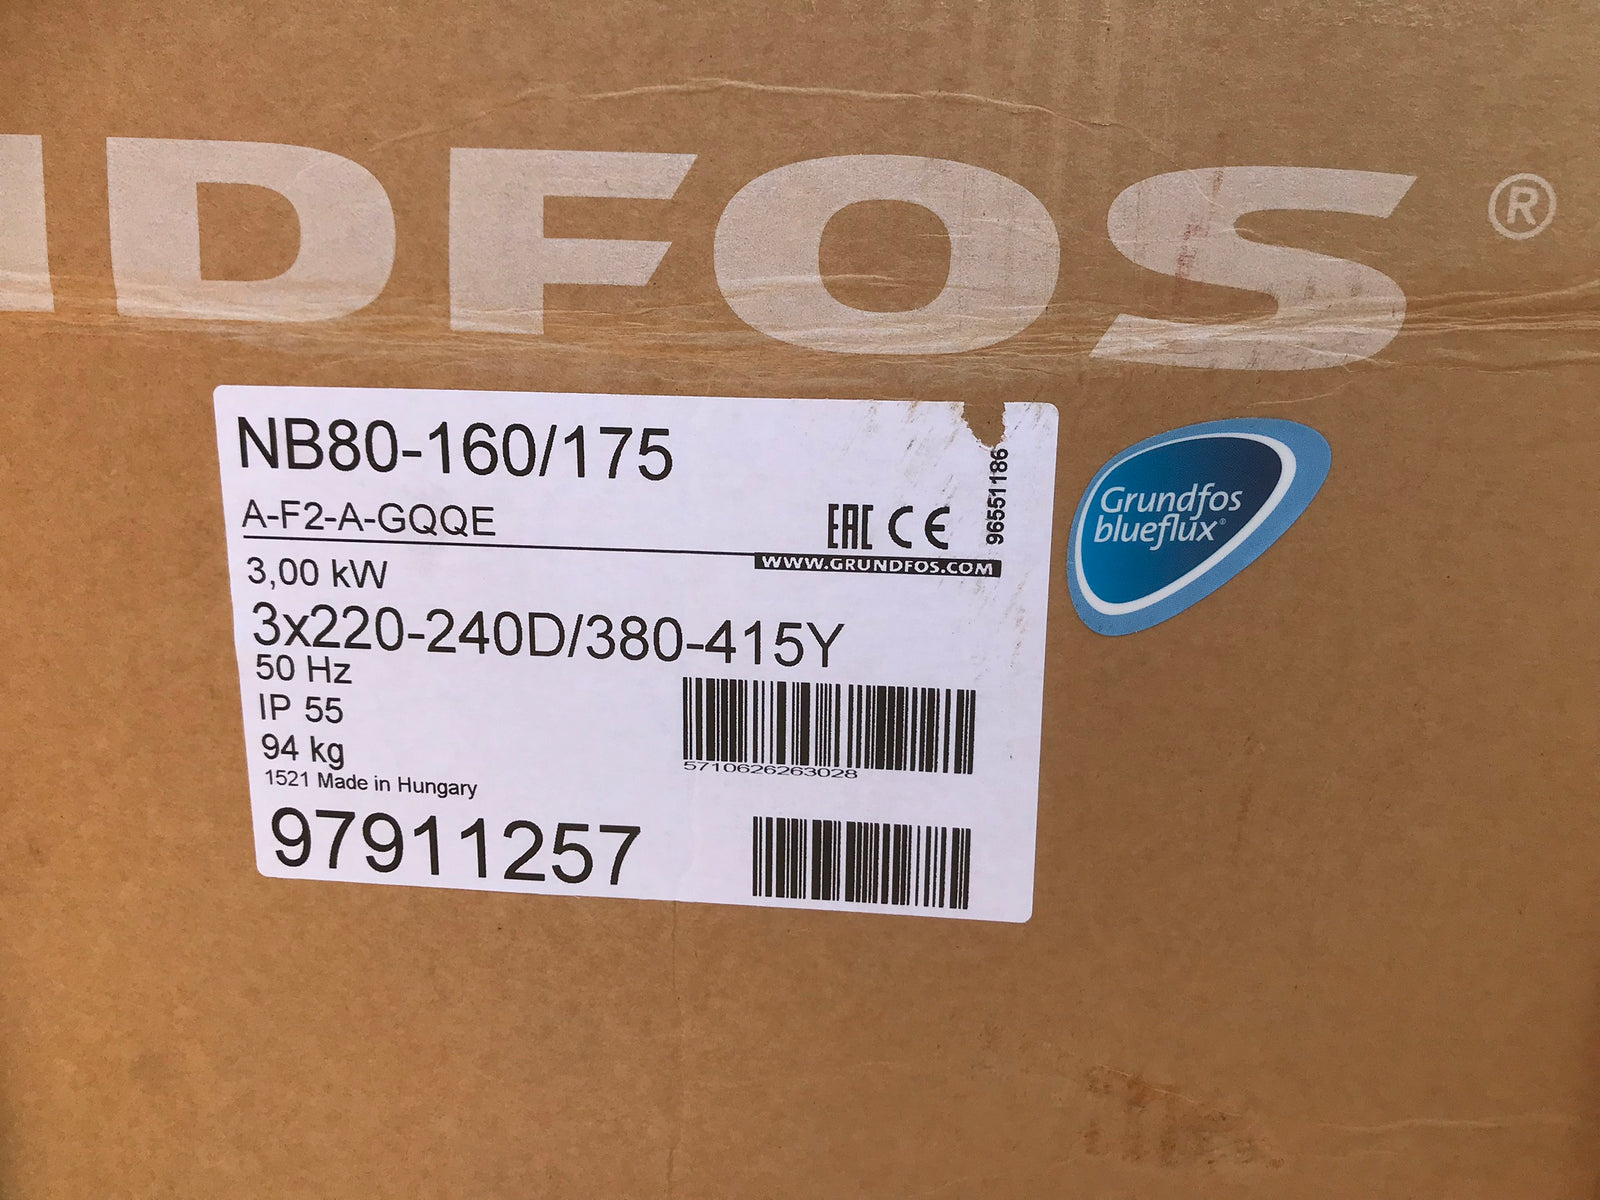 NDFOS®
NB80-160/175
A-F2-A-GQQE
EAC CE
96551186
WWW.GRUNDFOS.COM
3,00 kW
3x220-240D/380-415Y
50 Hz
IP 55
94 kg
1521 Made in Hungary
5710626263028
97911257
Grundfos
blueflux®